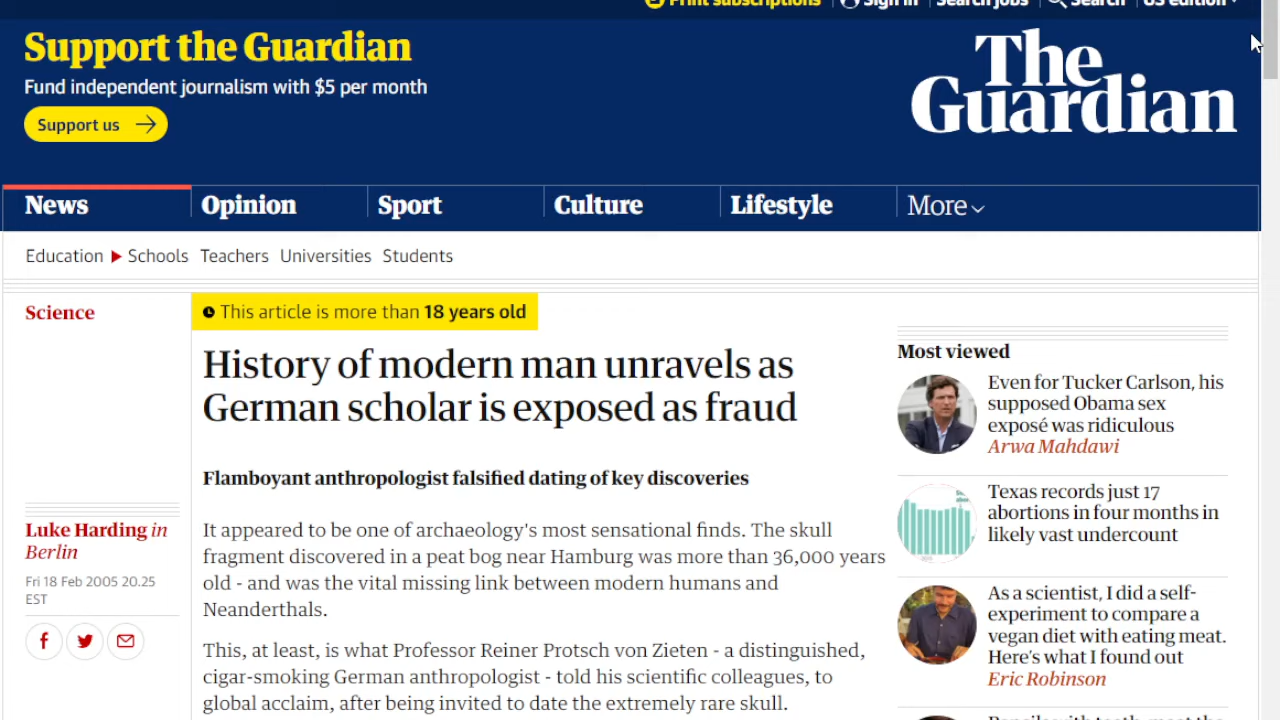 Print subscriptions
Sign in
Search jobs
Search
US edition
Support the Guardian
Fund independent journalism with $5 per month
Support us
The
Guardian
News
Opinion
Sport
Culture
Lifestyle
More
Education
Schools
Teachers
Universities
Students
Science
This article is more than 18 years old
History of modern man unravels as
German scholar is exposed as fraud
Flamboyant anthropologist falsified dating of key discoveries
Luke Harding in
Berlin
Fri 18 Feb 2005 20.25
EST
It appeared to be one of archaeology's most sensational finds. The skull
fragment discovered in a peat bog near Hamburg was more than 36,000 years
old - and was the vital missing link between modern humans and
Neanderthals.
This, at least, is what Professor Reiner Protsch von Zieten - a distinguished,
cigar-smoking German anthropologist - told his scientific colleagues, to
global acclaim, after being invited to date the extremely rare skull.
Most viewed
Even for Tucker Carlson, his
supposed Obama sex
exposé was ridiculous
Arwa Mahdawi
Texas records just 17
abortions in four months in
likely vast undercount
As a scientist, I did a self-
experiment to compare a
vegan diet with eating meat.
Here's what I found out
Eric Robinson